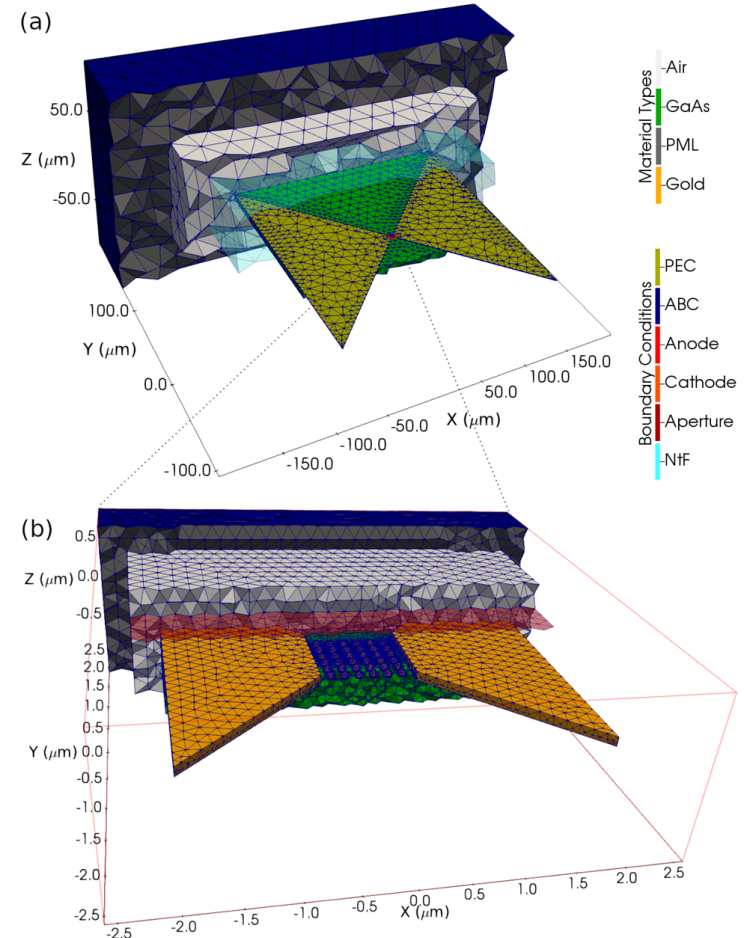 (a)
50.0
Z (μm)
-50.0
100.0
Y (μm)
0.0
-100.0
-150.0
-100.0
-50.0
X (μm)
50.0
100.0
150.0
Material Types
Air
GaAs
PML
Gold
Boundary Conditions
PEC
ABC
Anode
Cathode
Aperture
NtF
(b)
0.5
Z (μm) 0.0
-0.5
2.5
2.0
1.5
1.0
0.5
Y (μm) 0.0
-0.5
-1.0
-1.5
-2.0
-2.5
-2.5
-2.0
-1.5
-1.0
-0.5
0.0
X (μm)
0.5
1.0
1.5
2.0
2.5